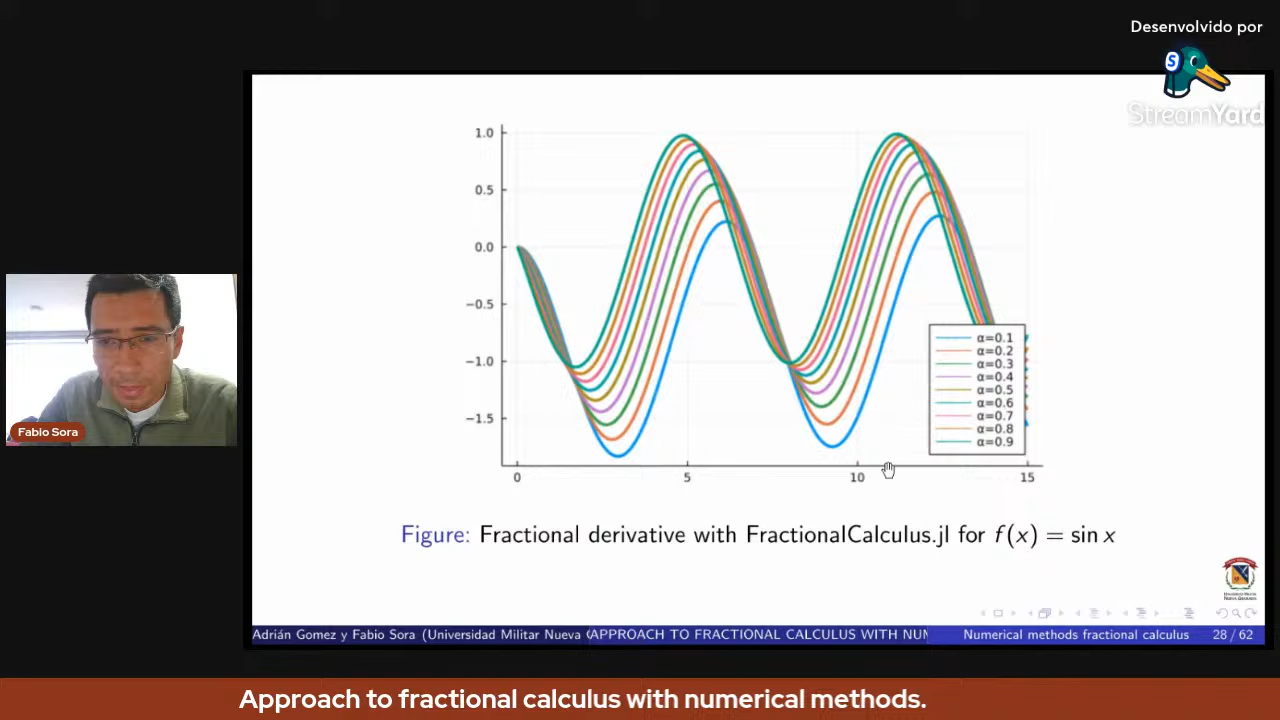 Desenvolvido por
S
StreamYard
1.0
0.5
0.0
−0.5
−1.0
−1.5
0
5
10
15
α=0.1
α=0.2
α=0.3
α=0.4
α=0.5
α=0.6
α=0.7
α=0.8
α=0.9
Figure: Fractional derivative with FractionalCalculus.jl for f(x) = sin x
Fabio Sora
Adrián Gomez y Fabio Sora (Universidad Militar Nueva G
APPROACH TO FRACTIONAL CALCULUS WITH NUM
Numerical methods fractional calculus
28 / 62
Approach to fractional calculus with numerical methods.